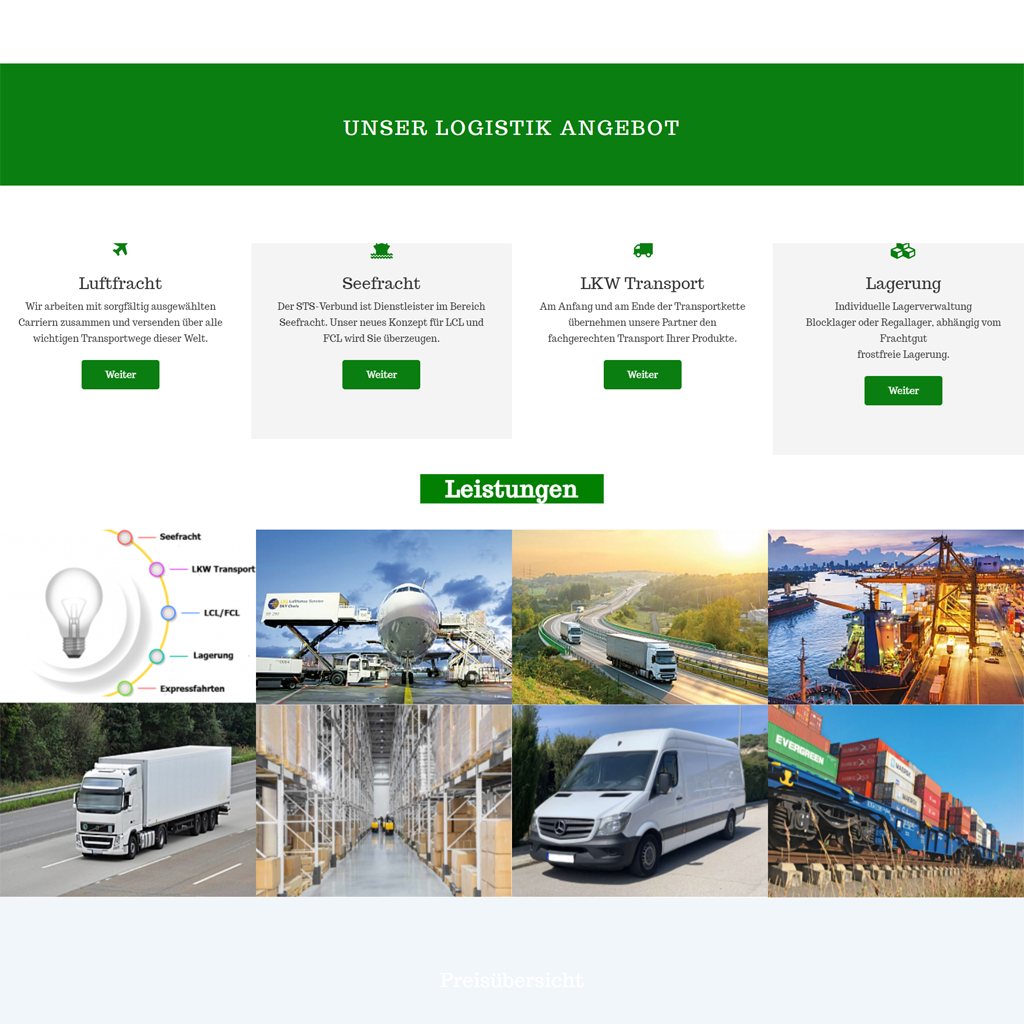 UNSER LOGISTIK ANGEBOT
Luftfracht
Wir arbeiten mit sorgfältig ausgewählten
Carriern zusammen und versenden über alle
wichtigen Transportwege dieser Welt.
Weiter
Seefracht
Der STS-Verbund ist Dienstleister im Bereich
Seefracht. Unser neues Konzept für LCL und
FCL wird Sie überzeugen.
Weiter
LKW Transport
Am Anfang und am Ende der Transportkette
übernehmen unsere Partner den
fachgerechten Transport Ihrer Produkte.
Weiter
Lagerung
Individuelle Lagerverwaltung
Blocklager oder Regallager, abhängig vom
Frachtgut
frostfreie Lagerung.
Weiter
Leistungen
Seefracht
LKW Transport
LCL/FCL
Lagerung
Expressfahrten
EVERGREEN
Preisübersicht